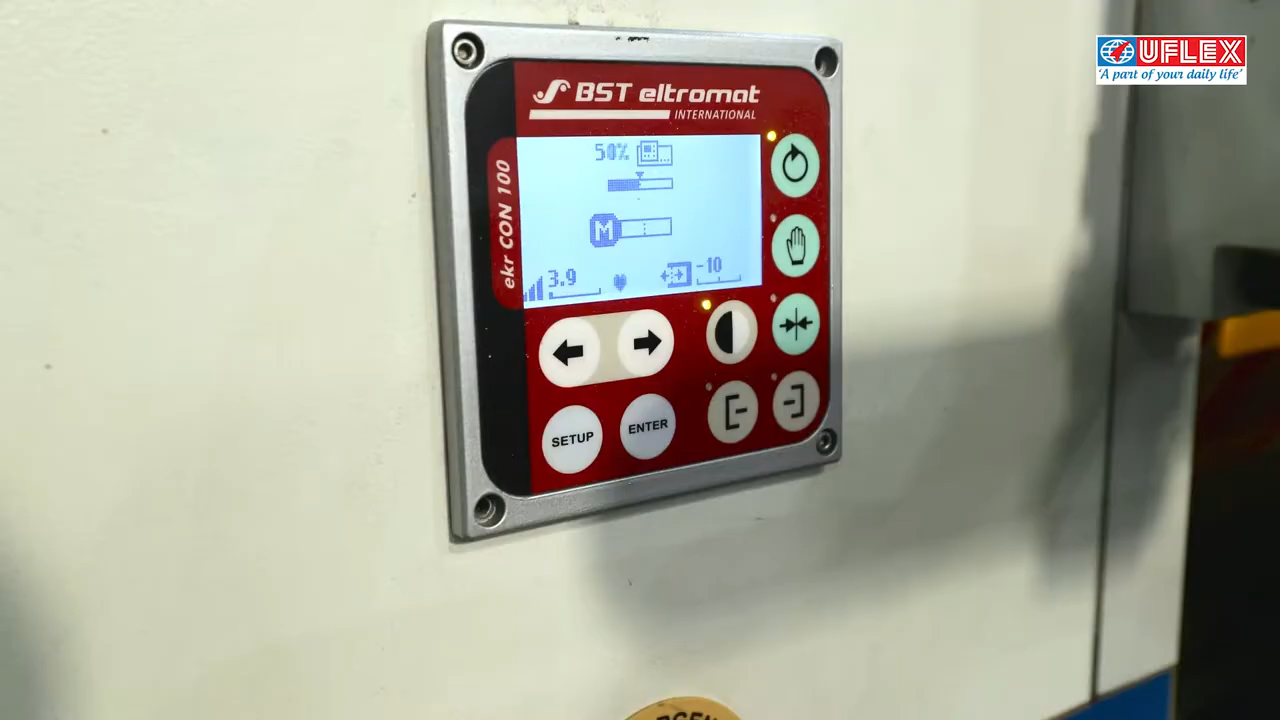 UFLEX
'A part of your daily life'
BST eltromat
INTERNATIONAL
ekr CON 100
50%
M
3.9
-10
SETUP
ENTER